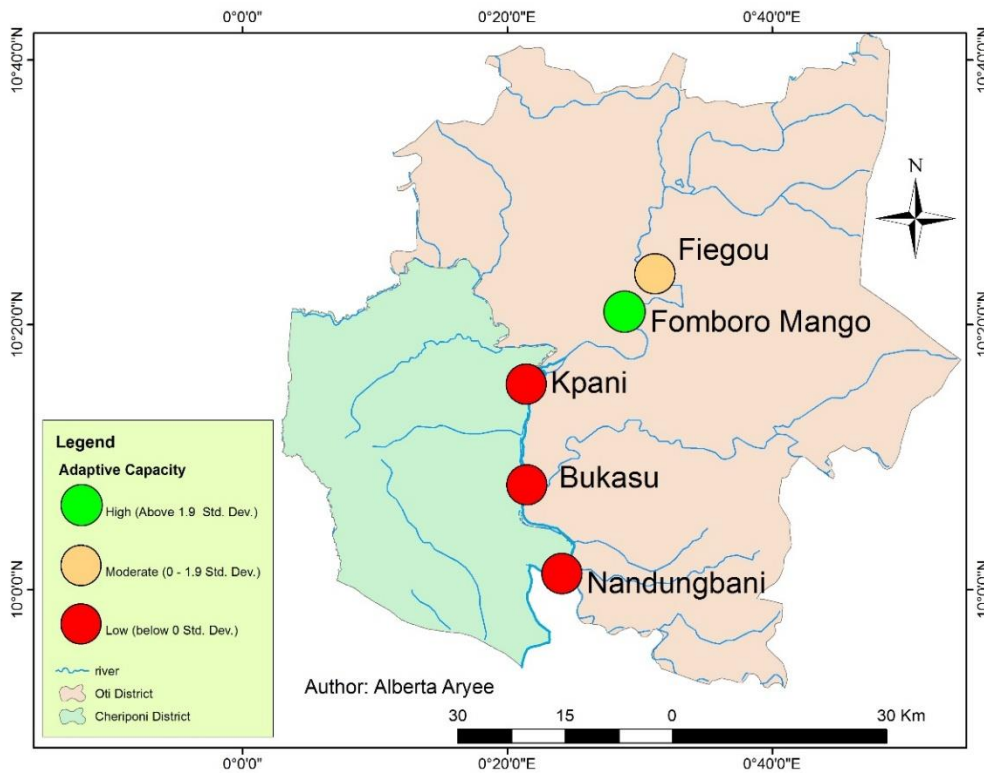 0°0'0"
0°20'0"E
0°40'0"E
10°40'0"N
10°40'0"N
N
Fiegou
Fomboro Mango
10°20'0"N
10°20'0"N
Kpani
Bukasu
Nandungbani
10°0'0"N
10°0'0"N
Legend
Adaptive Capacity
High (Above 1.9 Std. Dev.)
Moderate (0 - 1.9 Std. Dev.)
Low (below 0 Std. Dev.)
river
Oti District
Cheriponi District
Author: Alberta Aryee
30 15 0 30 Km
0°0'0"
0°20'0"E
0°40'0"E